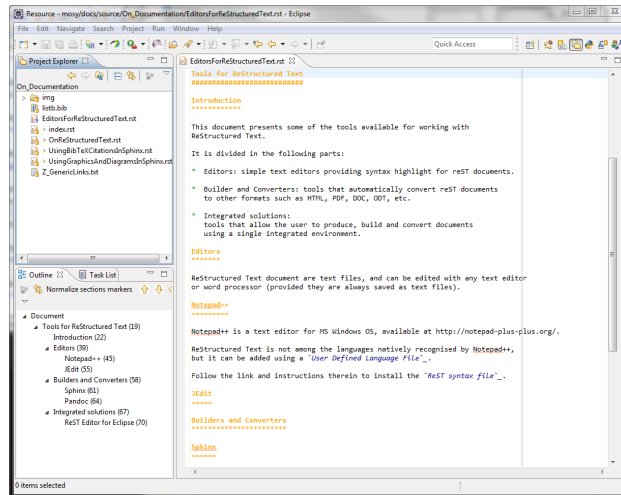 Resource - mosy/docs/source/On_Documentation/EditorsForReStructuredText.rst - Eclipse
File Edit Navigate Search Project Run Window Help
Quick Access
Project Explorer
On_Documentation
img
listb.bib
EditorsForReStructuredText.rst
> index.rst
> OnReStructuredText.rst
> UsingBibTeXCitationsInSphinx.rst
> UsingGraphicsAndDiagramsInSphinx.rst
Z_GenericLinks.txt
Outline
Task List
Normalize sections markers
Document
Tools for ReStructured Text (19)
Introduction (22)
Editors (39)
Notepad++ (45)
JEdit (55)
Builders and Converters (58)
Sphinx (61)
Pandoc (64)
Integrated solutions (67)
ReST Editor for Eclipse (70)
EditorsForReStructuredText.rst
Tools for ReStructured Text
###########################
Introduction
************
This document presents some of the tools available for working with
ReStructured Text.
It is divided in the following parts:
* Editors: simple text editors providing syntax highlight for reST documents.
* Builder and Converters: tools that automatically convert reST documents
to other formats such as HTML, PDF, DOC, ODT, etc.
* Integrated solutions:
tools that allow the user to produce, build and convert documents
using a single integrated environment.
Editors
*******
ReStructured Text document are text files, and can be edited with any text editor
or word processor (provided they are always saved as text files).
Notepad++
=========
Notepad++ is a text editor for MS Windows OS, available at http://notepad-plus-plus.org/.
ReStructured Text is not among the languages natively recognised by Notepad++,
but it can be added using a `User Defined Language File`_.
Follow the link and instructions therein to install the `ReST syntax file`_.
JEdit
=====
Builders and Converters
***********************
Sphinx
======
0 items selected